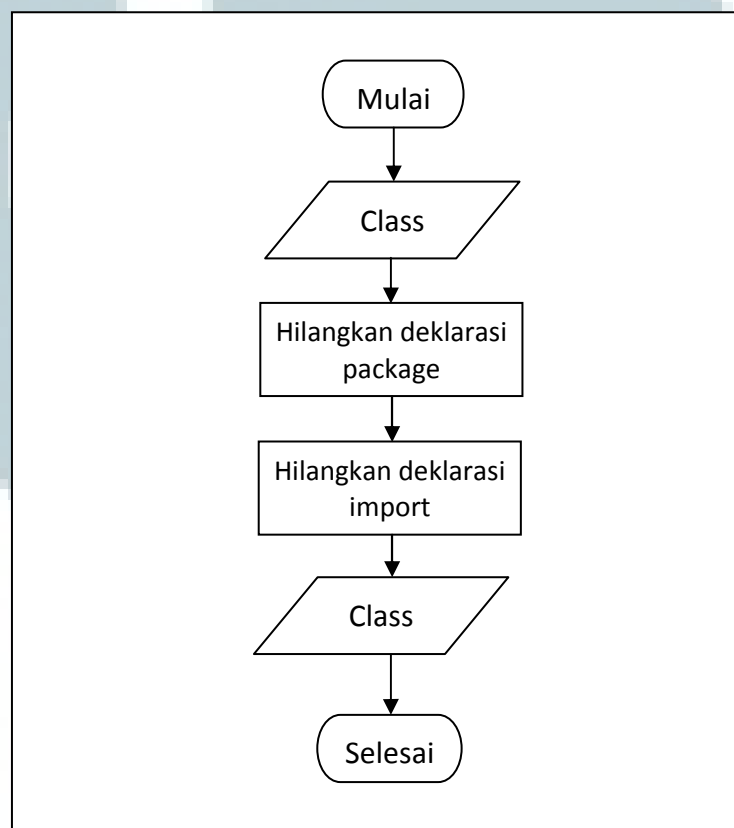 Mulai
Class
Hilangkan deklarasi
package
Hilangkan deklarasi
import
Class
Selesai